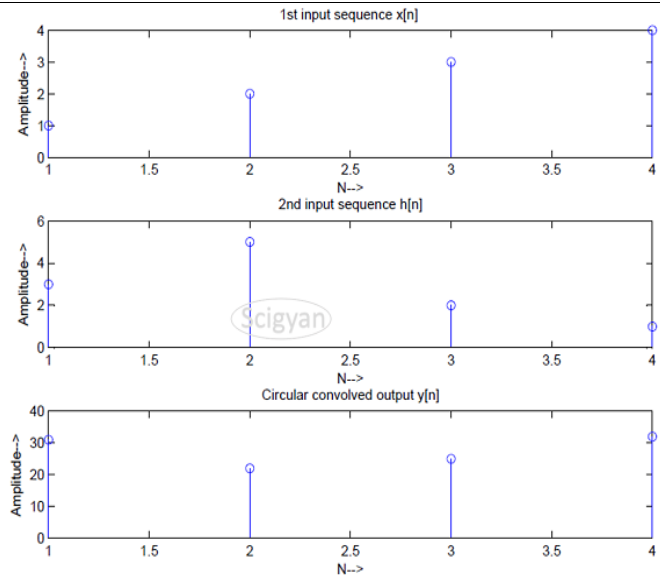 1st input sequence x[n]
Amplitude-->
4
3
2
1
0
1 1.5 2 2.5 3 3.5 4
N-->
2nd input sequence h[n]
Amplitude-->
6
4
2
0
Scigyan
1 1.5 2 2.5 3 3.5 4
N-->
Circular convolved output y[n]
Amplitude-->
40
30
20
10
0
1 1.5 2 2.5 3 3.5 4
N-->